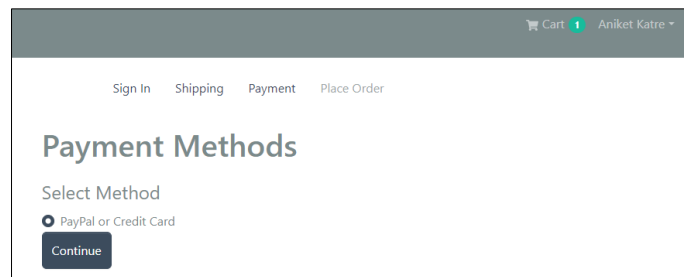 Cart 1 Aniket Katre
Sign In Shipping Payment Place Order
Payment Methods
Select Method
PayPal or Credit Card
Continue